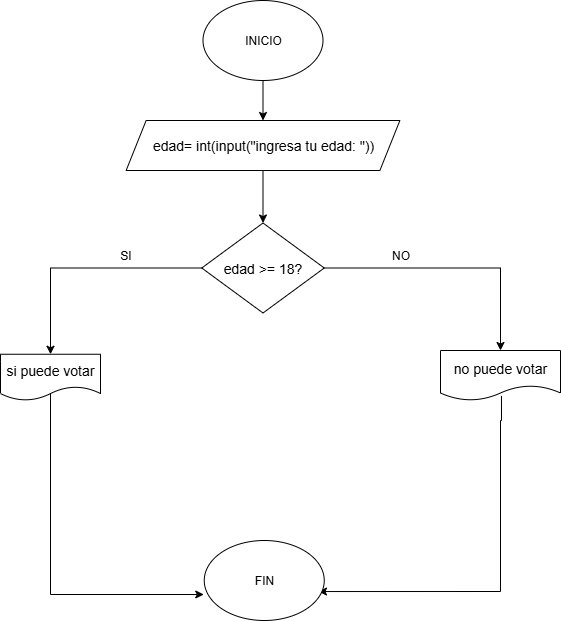 INICIO
edad= int(input("ingresa tu edad: "))
SI
NO
edad >= 18?
si puede votar
no puede votar
FIN